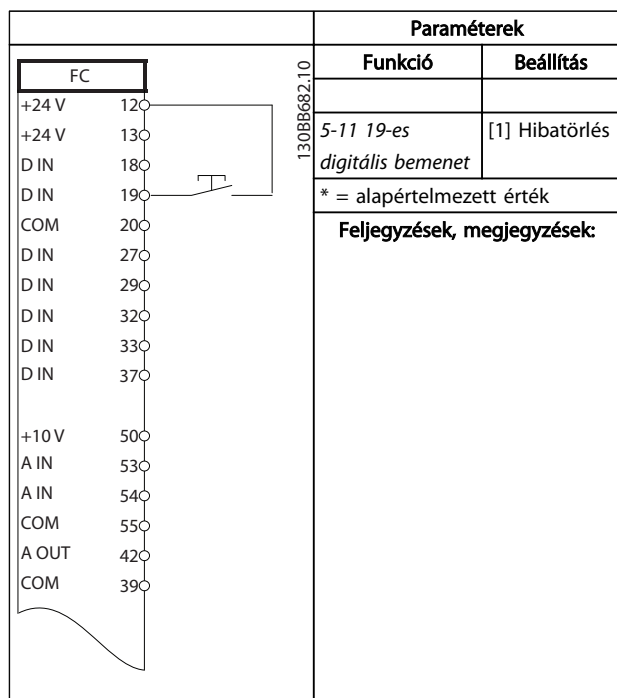 FC
+24 V 12
+24 V 13
D IN 18
D IN 19
COM 20
D IN 27
D IN 29
D IN 32
D IN 33
D IN 37
+10 V 50
A IN 53
A IN 54
COM 55
A OUT 42
COM 39
130BB682.10
Paraméterek
Funkció Beállítás
5-11 19-es [1] Hibatörlés
digitális bemenet
* = alapértelmezett érték
Feljegyzések, megjegyzések: